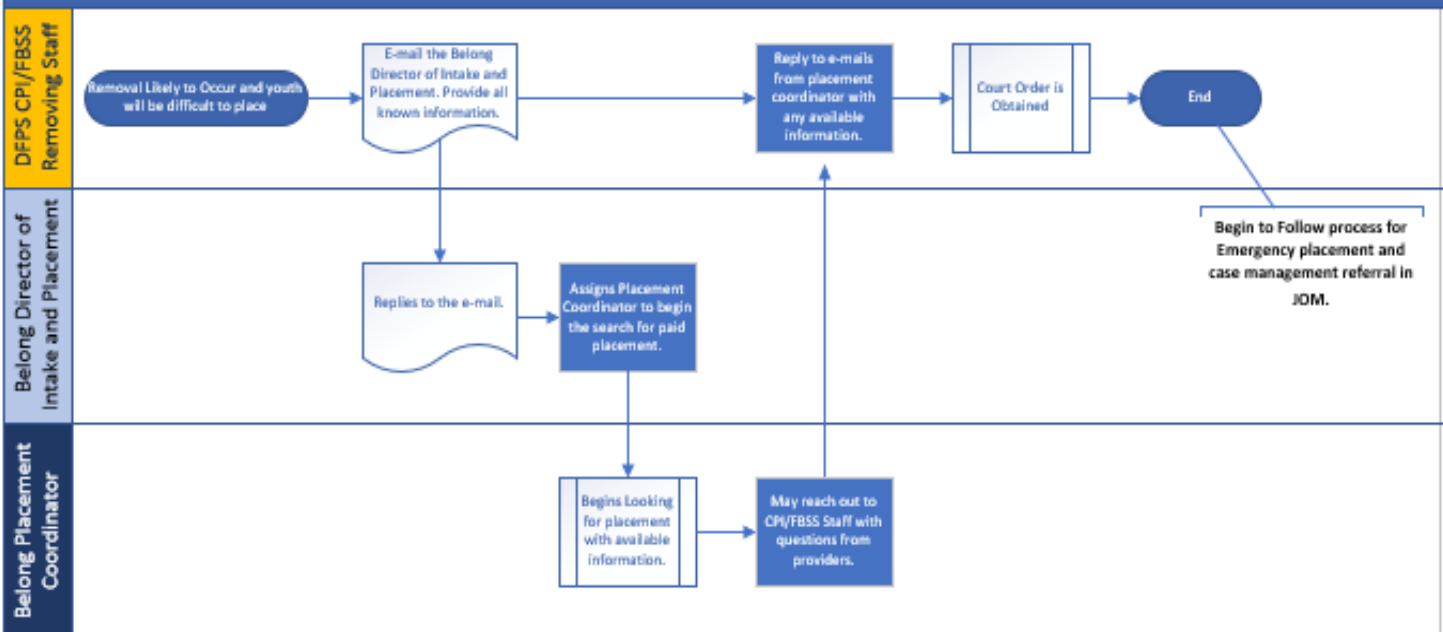 DFPS CPI/FBSS
Removing Staff
Removal Likely to Occur and youth
will be difficult to place
E-mail the Belong
Director of Intake and
Placement. Provide all
known information.
Reply to e-mails
from placement
coordinator with
any available
information.
Court Order is
Obtained
End
Begin to Follow process for
Emergency placement and
case management referral in
JOM.
Belong Director of
Intake and Placement
Replies to the e-mail.
Assigns Placement
Coordinator to begin
the search for paid
placement.
Belong Placement
Coordinator
Begins Looking
for placement
with available
information.
May reach out to
CPI/FBSS Staff with
questions from
providers.